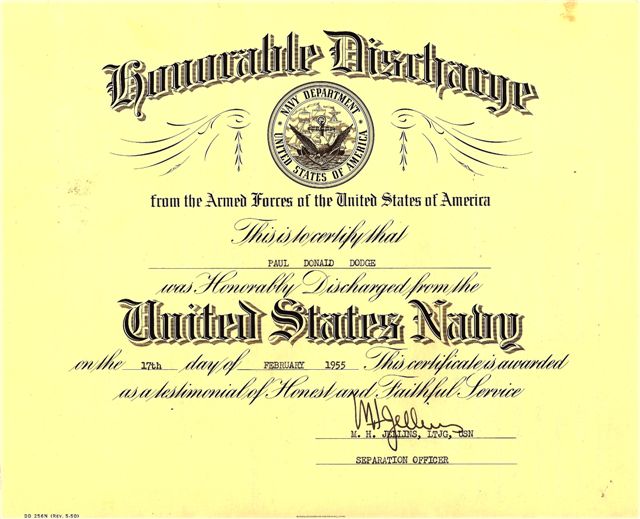 Honorable Discharge
NAVY DEPARTMENT
UNITED STATES OF AMERICA
from the Armed Forces of the United States of America
This is to certify that
PAUL DONALD DODGE
was Honorably Discharged from the
United States Navy
on the 17th day of FEBRUARY 1955. This certificate is awarded
as a testimonial of Honest and Faithful Service
M H Jellins
M. H. JELLINS, LTJG, USN
SEPARATION OFFICER
DD 256N (REV. 5-50)